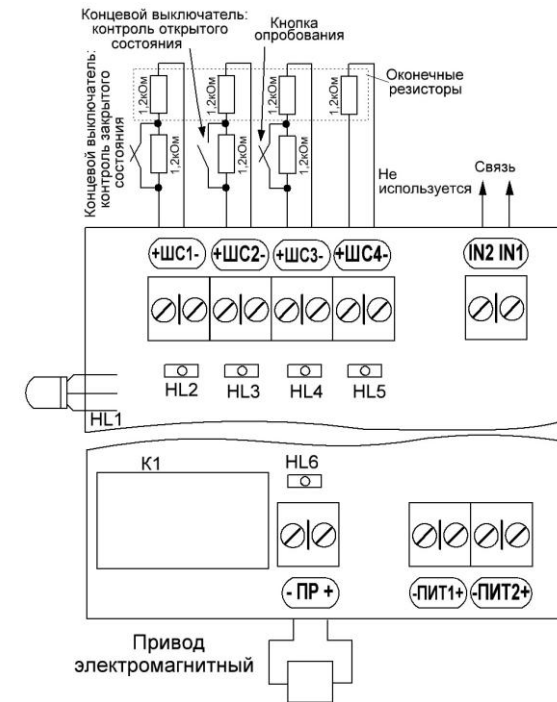 Концевой выключатель:
контроль открытого
состояния
Кнопка
опробования
Концевой выключатель:
контроль закрытого
состояния
1,2кОм
1,2кОм
1,2кОм
1,2кОм
Оконечные
резисторы
1,2кОм
1,2кОм
1,2кОм
Не
используется
Связь
+ШС1-
+ШС2-
+ШС3-
+ШС4-
IN2 IN1
HL2
HL3
HL4
HL5
HL1
К1
HL6
- ПР +
-ПИТ1+
-ПИТ2+
Привод
электромагнитный